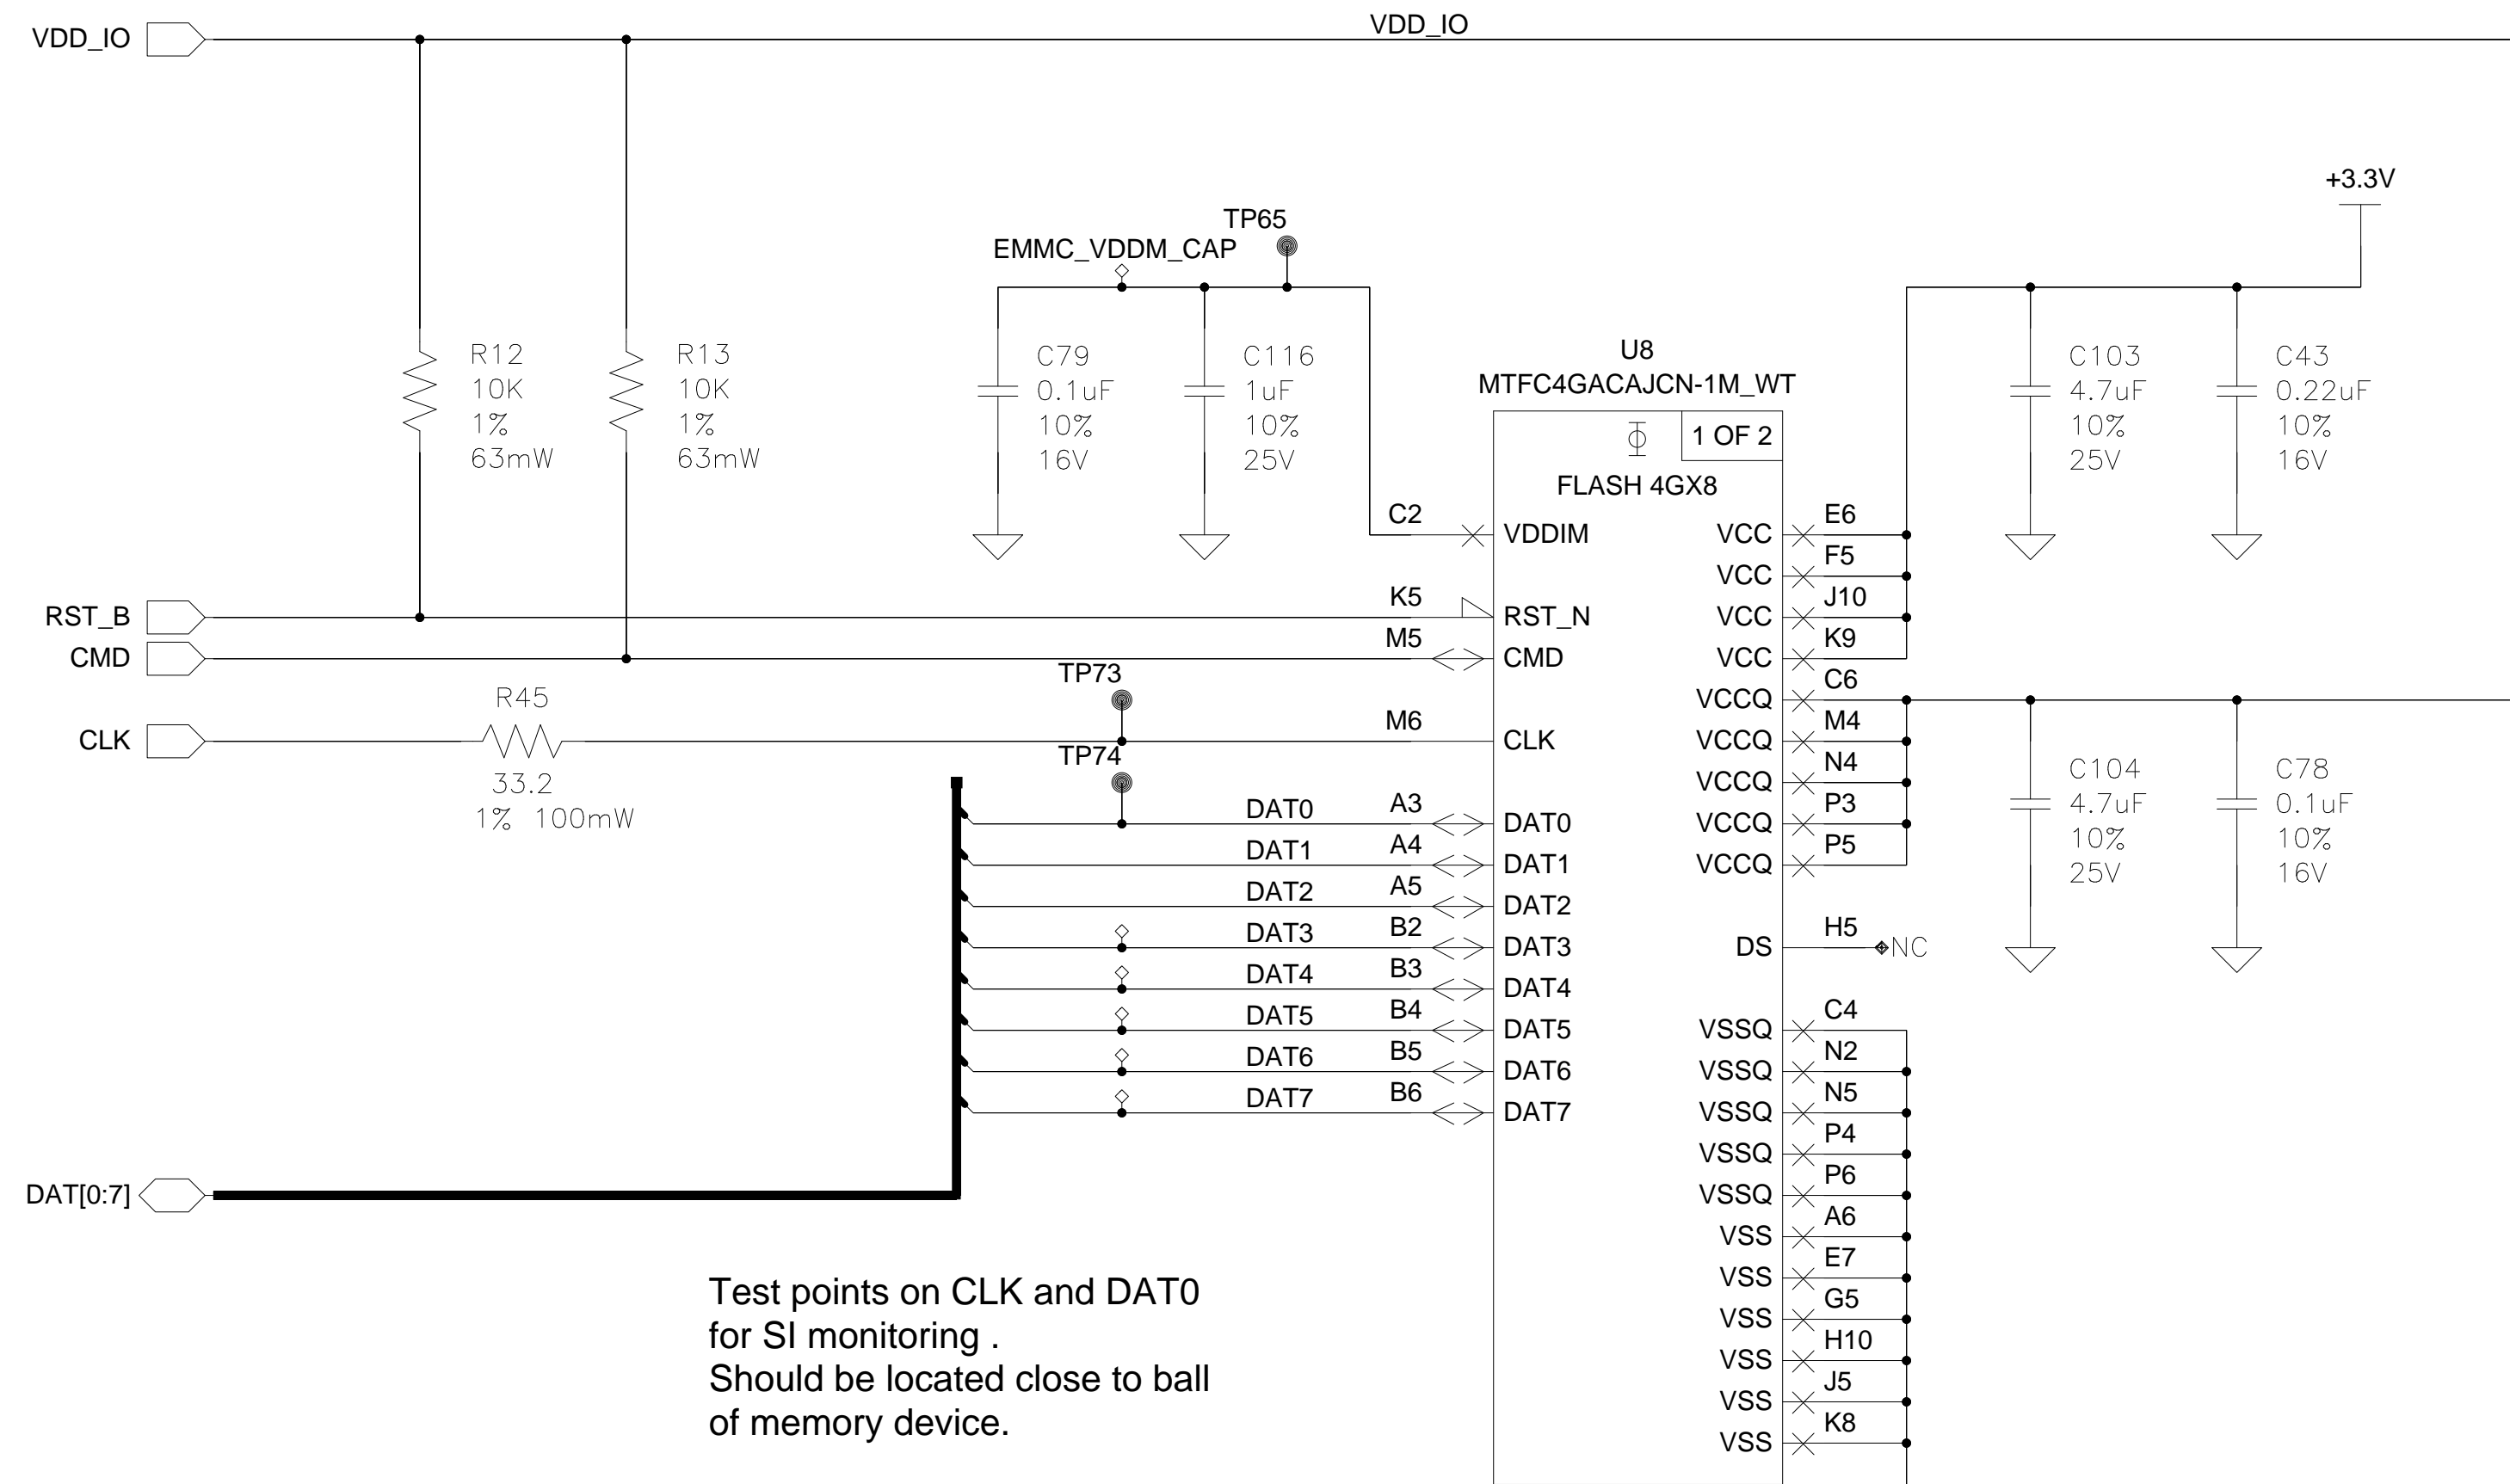 VDD_IO
VDD_IO
+3.3V
TP65
EMMC_VDDM_CAP
R12
10K
1%
63mW
R13
10K
1%
63mW
C79
0.1uF
10%
16V
C116
1uF
10%
25V
U8
MTFC4GACAJCN-1M_WT
1 OF 2
FLASH 4GX8
C103
4.7uF
10%
25V
C43
0.22uF
10%
16V
C2 VDDIM VCC E6
VCC F5
RST_B K5 RST_N VCC J10
CMD M5 CMD VCC K9
TP73
R45
VCCQ C6
CLK M6 CLK VCCQ M4
TP74
33.2
1% 100mW
VCCQ N4
DAT0 A3 DAT0 VCCQ P3
DAT1 A4 DAT1 VCCQ P5
C104
4.7uF
10%
25V
C78
0.1uF
10%
16V
DAT2 A5 DAT2
DAT3 B2 DAT3 DS H5 NC
DAT4 B3 DAT4
DAT5 B4 DAT5 VSSQ C4
DAT6 B5 DAT6 VSSQ N2
DAT7 B6 DAT7 VSSQ N5
VSSQ P4
DAT[0:7] VSSQ P6
VSS A6
VSS E7
VSS G5
VSS H10
VSS J5
VSS K8
Test points on CLK and DAT0
for SI monitoring .
Should be located close to ball
of memory device.